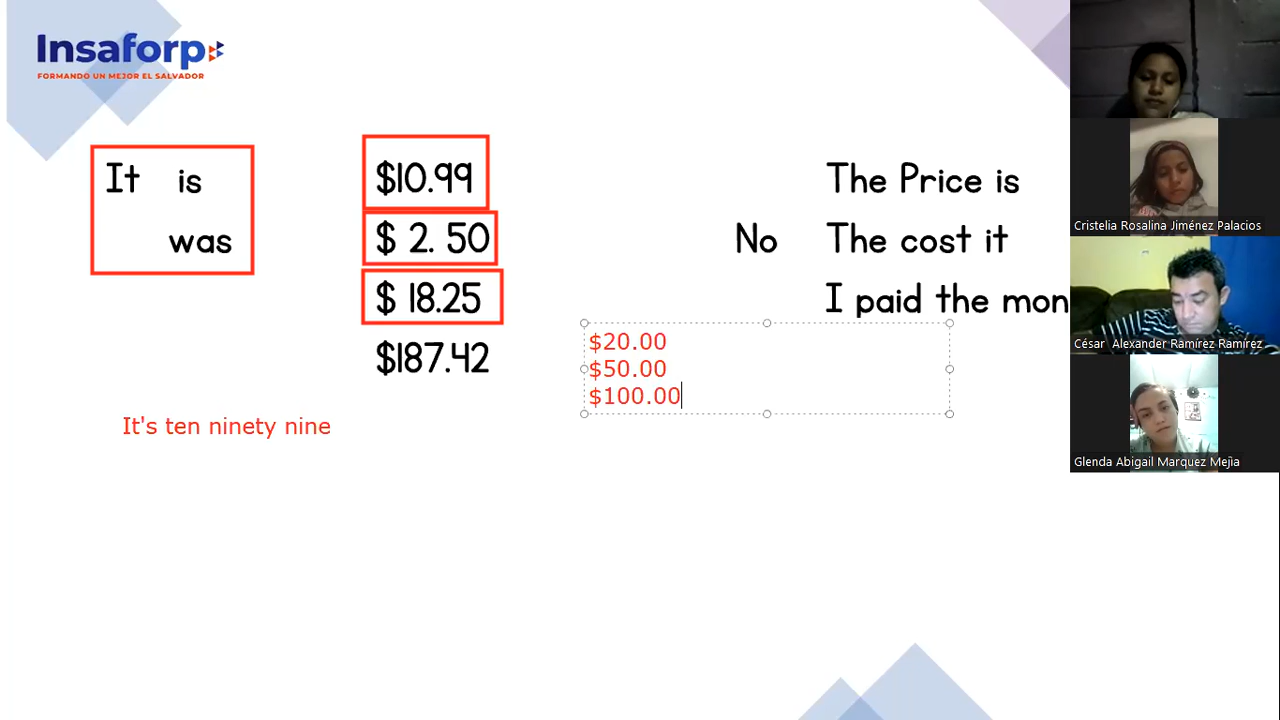 Insaforp
FORMANDO UN MEJOR EL SALVADOR
It is
was
$10.99
$ 2. 50
$ 18.25
$187.42
The Price is
No The cost it
I paid the mon
$20.00
$50.00
$100.00
It's ten ninety nine
Cristelia Rosalina Jiménez Palacios
César Alexander Ramírez Ramírez
Glenda Abigail Marquez Mejìa